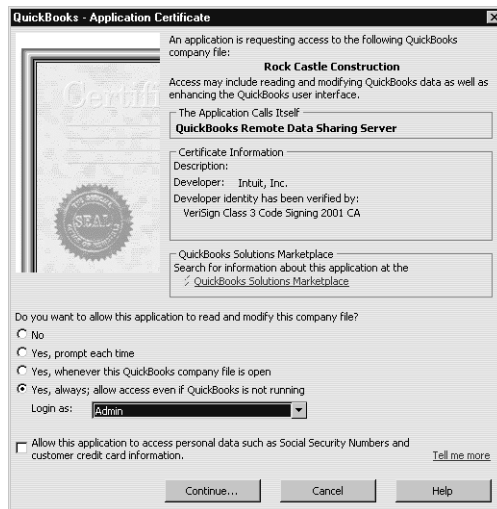 QuickBooks - Application Certificate
An application is requesting access to the following QuickBooks
company file:
Rock Castle Construction
Access may include reading and modifying QuickBooks data as well as
enhancing the QuickBooks user interface.
The Application Calls Itself
QuickBooks Remote Data Sharing Server
Certificate Information
Description:
Developer: Intuit, Inc.
Developer identity has been verified by:
VeriSign Class 3 Code Signing 2001 CA
QuickBooks Solutions Marketplace
Search for information about this application at the
QuickBooks Solutions Marketplace
Certifi
SEAL
Do you want to allow this application to read and modify this company file?
No
Yes, prompt each time
Yes, whenever this QuickBooks company file is open
Yes, always; allow access even if QuickBooks is not running
Login as: Admin
Allow this application to access personal data such as Social Security Numbers and
customer credit card information.
Tell me more
Continue... Cancel Help